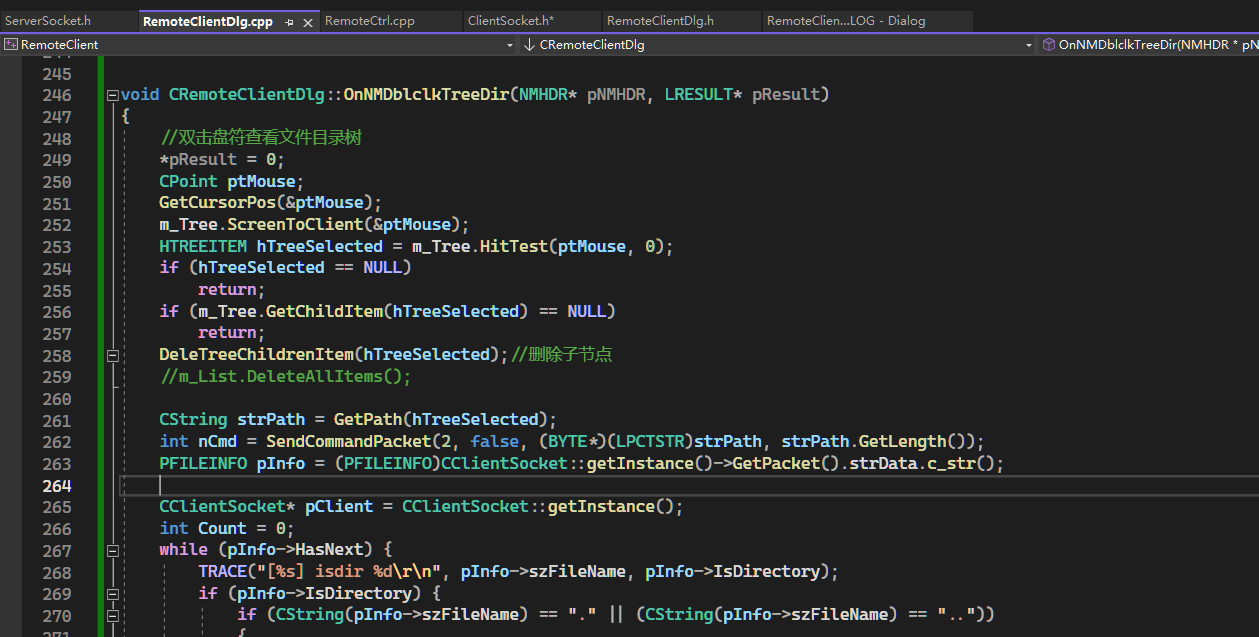 ServerSocket.h RemoteClientDlg.cpp RemoteCtrl.cpp ClientSocket.h* RemoteClientDlg.h RemoteClien...LOG - Dialog
RemoteClient CRemoteClientDlg OnNMDblclkTreeDir(NMHDR * pN
245
246 void CRemoteClientDlg::OnNMDblclkTreeDir(NMHDR* pNMHDR, LRESULT* pResult)
247 {
248 //双击盘符查看文件目录树
249 *pResult = 0;
250 CPoint ptMouse;
251 GetCursorPos(&ptMouse);
252 m_Tree.ScreenToClient(&ptMouse);
253 HTREEITEM hTreeSelected = m_Tree.HitTest(ptMouse, 0);
254 if (hTreeSelected == NULL)
255 return;
256 if (m_Tree.GetChildItem(hTreeSelected) == NULL)
257 return;
258 DeleTreeChildrenItem(hTreeSelected);//删除子节点
259 //m_List.DeleteAllItems();
260
261 CString strPath = GetPath(hTreeSelected);
262 int nCmd = SendCommandPacket(2, false, (BYTE*)(LPCTSTR)strPath, strPath.GetLength());
263 PFILEINFO pInfo = (PFILEINFO)CClientSocket::getInstance()->GetPacket().strData.c_str();
264
265 CClientSocket* pClient = CClientSocket::getInstance();
266 int Count = 0;
267 while (pInfo->HasNext) {
268 TRACE("[%s] isdir %d\r\n", pInfo->szFileName, pInfo->IsDirectory);
269 if (pInfo->IsDirectory) {
270 if (CString(pInfo->szFileName) == "." || (CString(pInfo->szFileName) == ".."))